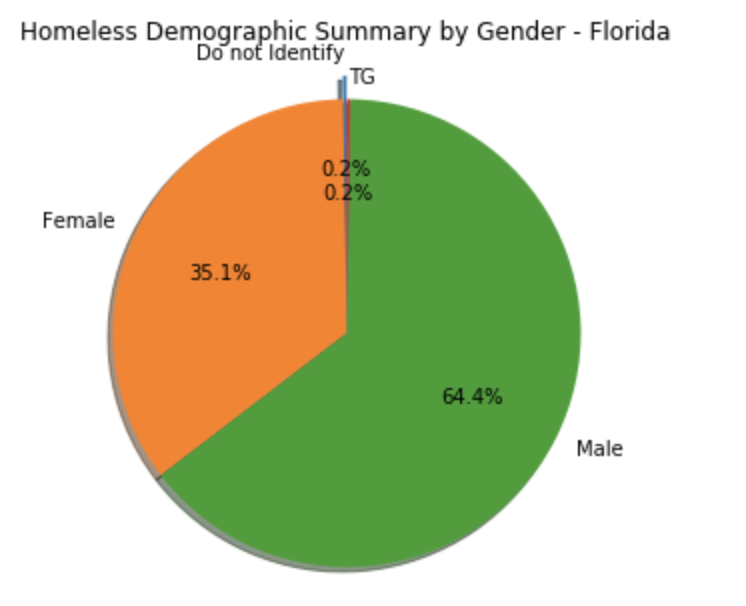 Homeless Demographic Summary by Gender - Florida
Do not Identify
TG
0.2%
0.2%
Female
35.1%
64.4%
Male